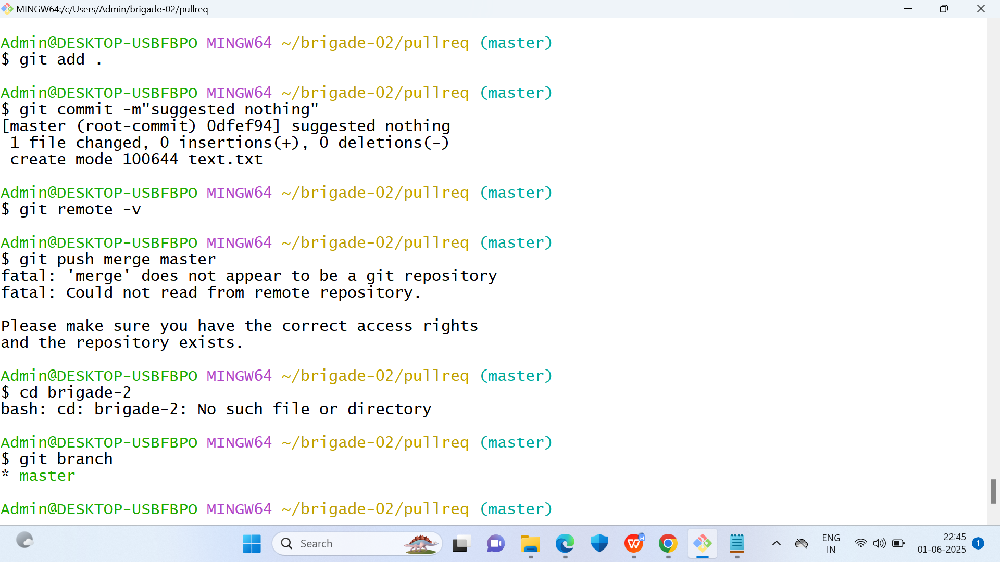 MINGW64:/c/Users/Admin/brigade-02/pullreq
Admin@DESKTOP-USBFBPO MINGW64 ~/brigade-02/pullreq (master)
$ git add .
Admin@DESKTOP-USBFBPO MINGW64 ~/brigade-02/pullreq (master)
$ git commit -m"suggested nothing"
[master (root-commit) 0dfef94] suggested nothing
 1 file changed, 0 insertions(+), 0 deletions(-)
 create mode 100644 text.txt
Admin@DESKTOP-USBFBPO MINGW64 ~/brigade-02/pullreq (master)
$ git remote -v
Admin@DESKTOP-USBFBPO MINGW64 ~/brigade-02/pullreq (master)
$ git push merge master
fatal: 'merge' does not appear to be a git repository
fatal: Could not read from remote repository.
Please make sure you have the correct access rights
and the repository exists.
Admin@DESKTOP-USBFBPO MINGW64 ~/brigade-02/pullreq (master)
$ cd brigade-2
bash: cd: brigade-2: No such file or directory
Admin@DESKTOP-USBFBPO MINGW64 ~/brigade-02/pullreq (master)
$ git branch
* master
Admin@DESKTOP-USBFBPO MINGW64 ~/brigade-02/pullreq (master)
Search
ENG
IN
22:45
01-06-2025
1